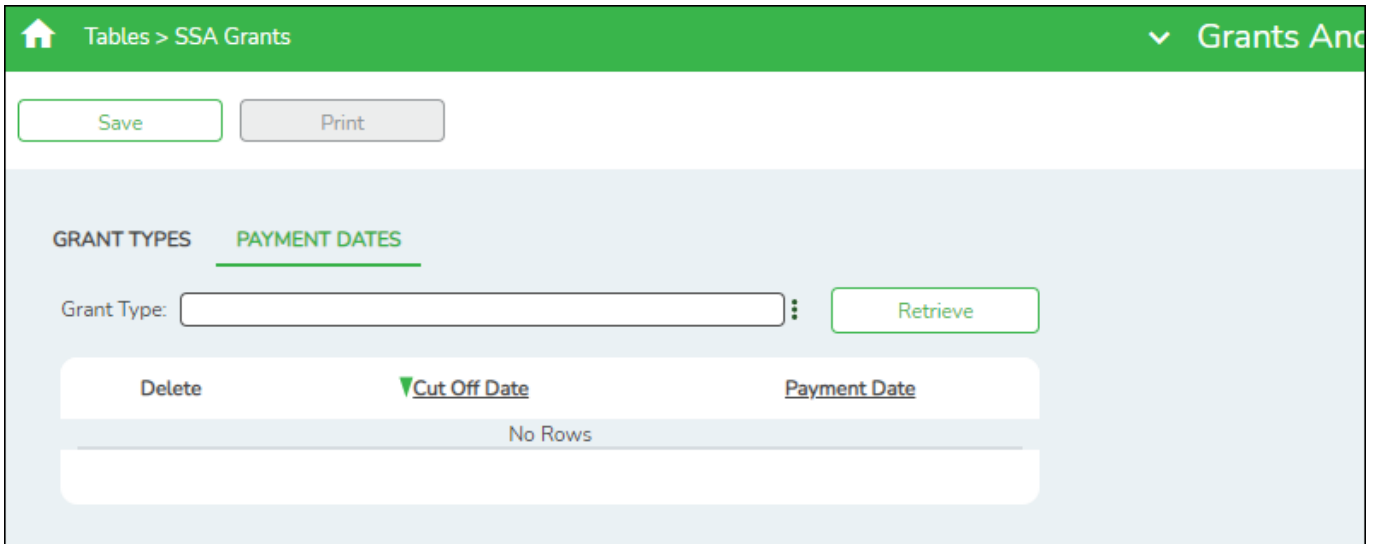 Tables > SSA Grants
Grants And
Save
Print
GRANT TYPES
PAYMENT DATES
Grant Type:
Retrieve
Delete
Cut Off Date
Payment Date
No Rows